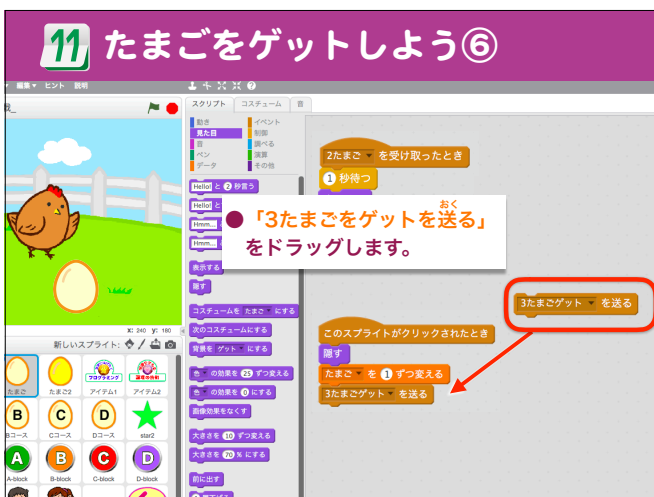 11 たまごをゲットしよう⑥
編集▼ ヒント 説明
スクリプト コスチューム 音
動き イベント
見た目 制御
音 調べる
ペン 演算
データ その他
Hello! と 2 秒言う
Hello! と
Hmm...
Hmm...
表示する
隠す
コスチュームを たまご にする
次のコスチュームにする
背景を ゲット にする
色 の効果を 25 ずつ変える
色 の効果を 0 にする
画像効果をなくす
大きさを 10 ずつ変える
大きさを 70 % にする
前に出す
2たまご を受け取ったとき
1 秒待つ
おく
●「3たまごをゲットを送る」
をドラッグします。
3たまごゲット を送る
このスプライトがクリックされたとき
隠す
たまご を 1 ずつ変える
3たまごゲット を送る
X: 240 Y: 180
新しいスプライト:
プログラミング
たまご たまご2 アイテム1 アイテム2
B C D
Bコース Cコース Dコース star2
A B C D
A-block B-block C-block D-block